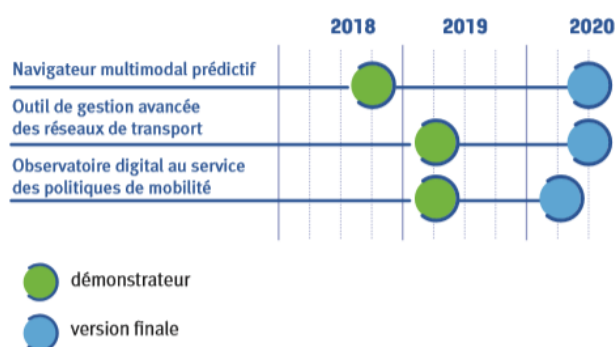 2018 2019 2020
Navigateur multimodal prédictif
Outil de gestion avancée
des réseaux de transport
Observatoire digital au service
des politiques de mobilité
démonstrateur
version finale